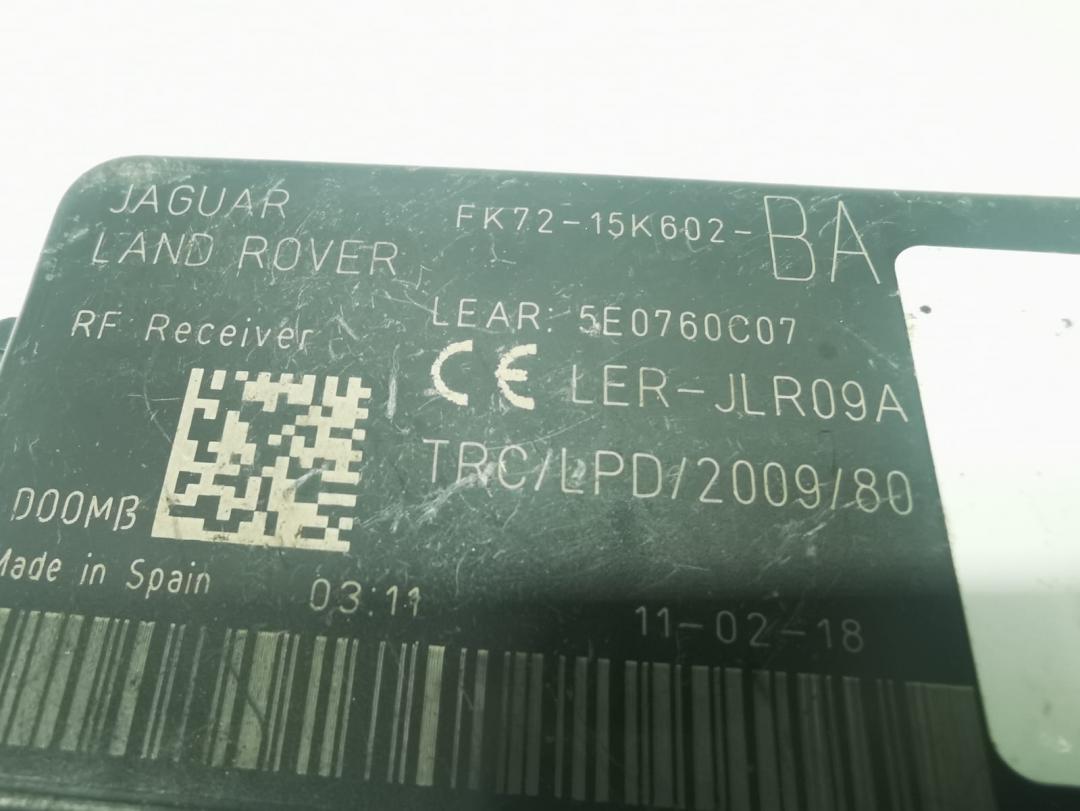 JAGUAR
LAND ROVER
FK72-15K602-BA
RF Receiver
LEAR: 5E0760C07
CE LER-JLR09A
TRC/LPD/2009/80
D00MB
Made in Spain
03:11
11-02-18